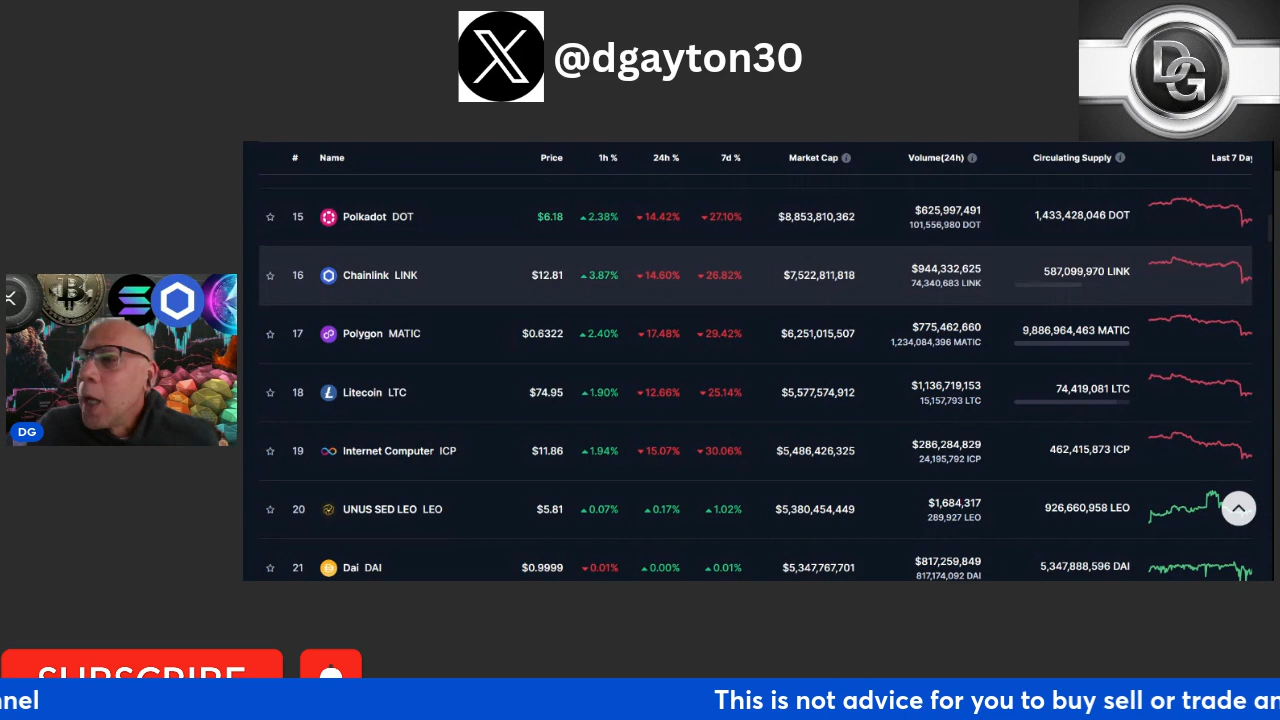 @dgayton30
DG
# Name Price 1h % 24h % 7d % Market Cap Volume(24h) Circulating Supply Last 7 Day
15 Polkadot DOT $6.18 2.38% 14.42% 27.10% $8,853,810,362 $625,997,491 1,433,428,046 DOT
101,556,980 DOT
16 Chainlink LINK $12.81 3.87% 14.60% 26.82% $7,522,811,818 $944,332,625 587,099,970 LINK
74,340,683 LINK
17 Polygon MATIC $0.6322 2.40% 17.48% 29.42% $6,251,015,507 $775,462,660 9,886,964,463 MATIC
1,234,084,396 MATIC
18 Litecoin LTC $74.95 1.90% 12.66% 25.14% $5,577,574,912 $1,136,719,153 74,419,081 LTC
15,157,793 LTC
19 Internet Computer ICP $11.86 1.94% 15.07% 30.06% $5,486,426,325 $286,284,829 462,415,873 ICP
24,195,792 ICP
20 UNUS SED LEO LEO $5.81 0.07% 0.17% 1.02% $5,380,454,449 $1,684,317 926,660,958 LEO
289,927 LEO
21 Dai DAI $0.9999 0.01% 0.00% 0.01% $5,347,767,701 $817,259,849 5,347,888,596 DAI
817,174,092 DAI
DG
SUBSCRIBE
nnel This is not advice for you to buy sell or trade an